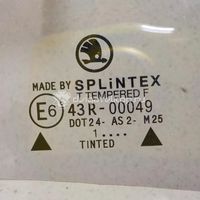 MADE BY SPLiNTEX
T TEMPERED F
E6 43R-00049
DOT24- AS2- M25
1....
TINTED